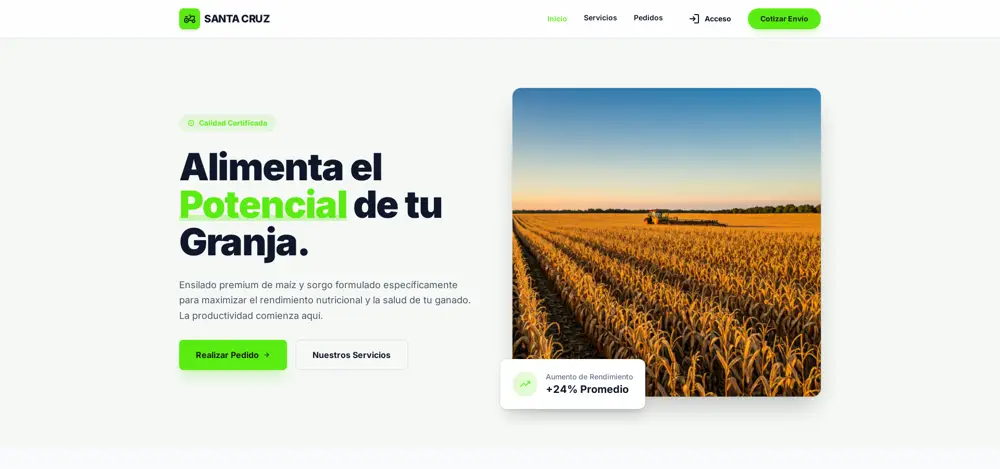 SANTA CRUZ
Inicio
Servicios
Pedidos
Acceso
Cotizar Envío
Calidad Certificada
Alimenta el
Potencial de tu
Granja.
Ensilado premium de maíz y sorgo formulado específicamente
para maximizar el rendimiento nutricional y la salud de tu ganado.
La productividad comienza aquí.
Realizar Pedido →
Nuestros Servicios
Aumento de Rendimiento
+24% Promedio